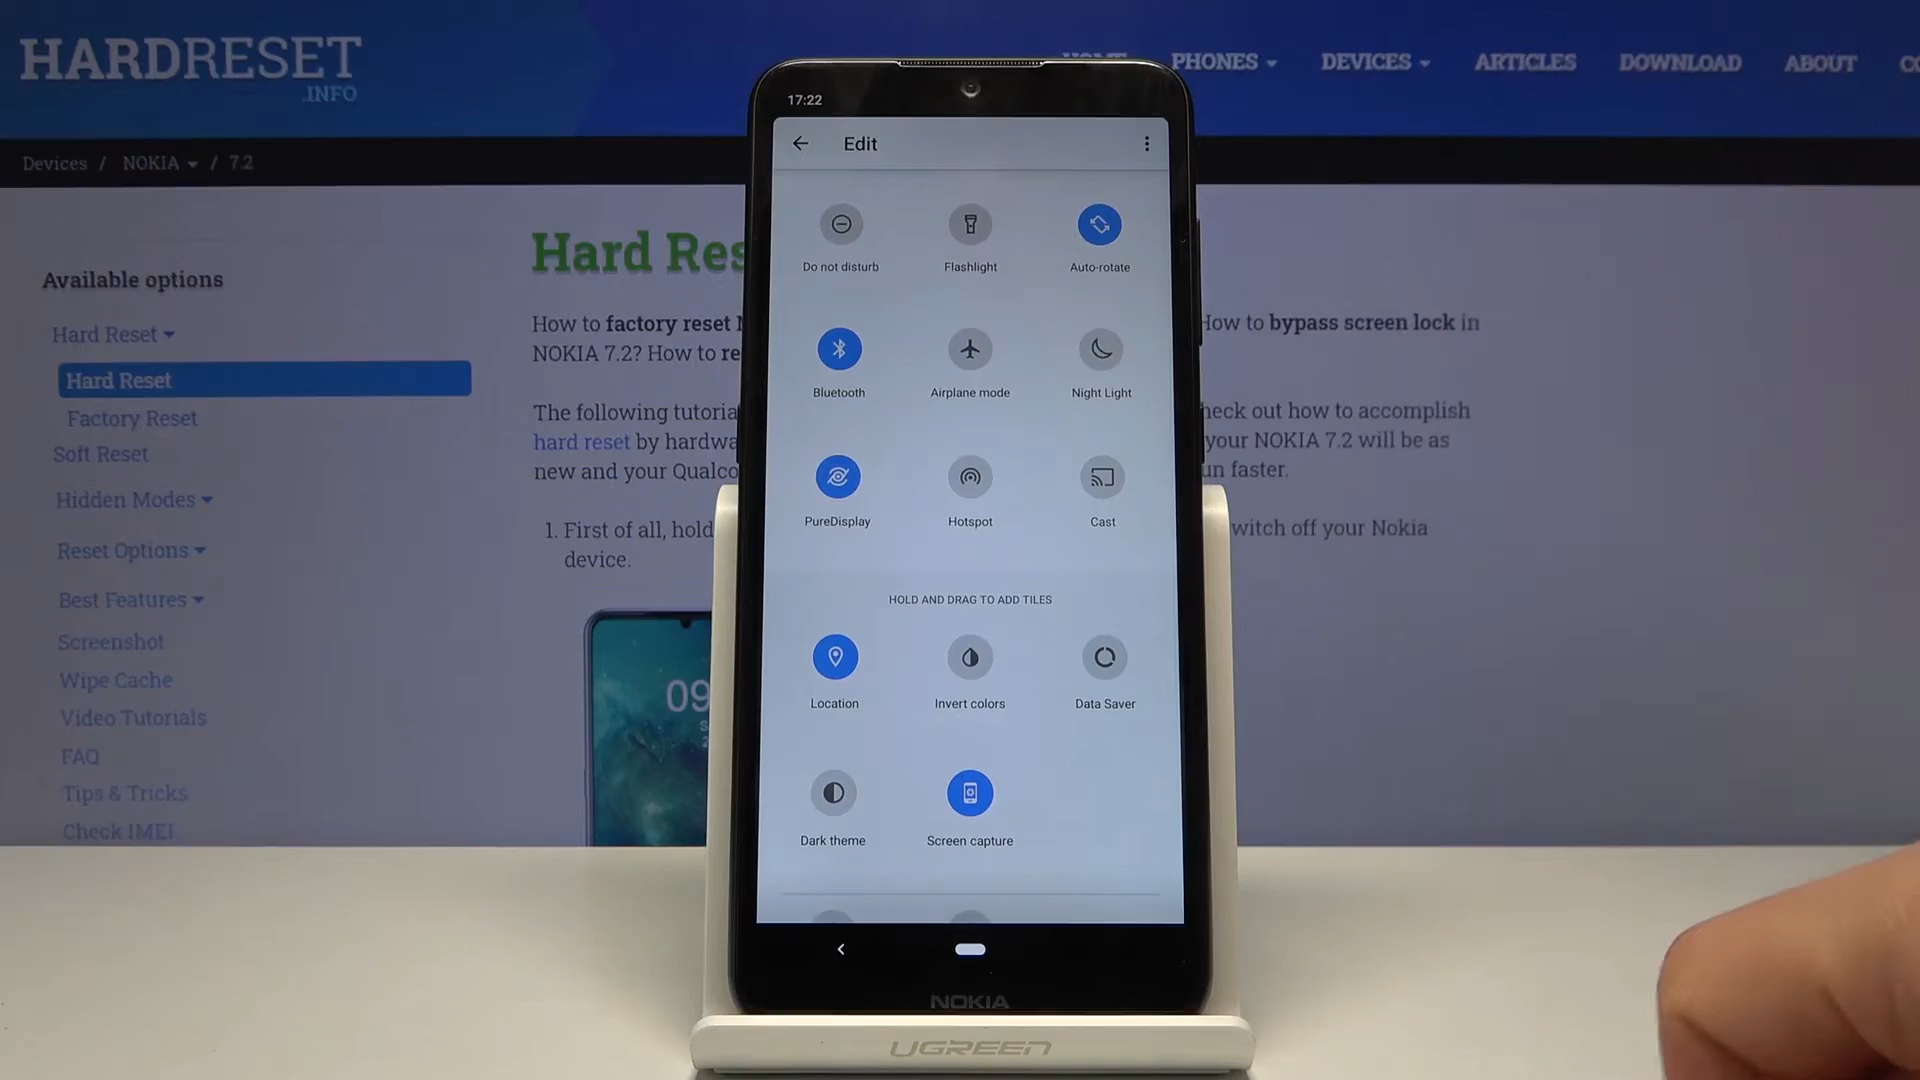 HARDRESET
.INFO
PHONES
DEVICES
ARTICLES
DOWNLOAD
ABOUT
Devices / NOKIA / 7.2
Available options
Hard Reset
Hard Reset
Factory Reset
Soft Reset
Hidden Modes
Reset Options
Best Features
Screenshot
Wipe Cache
Video Tutorials
FAQ
Tips & Tricks
Check IMEI
Hard Res
How to factory reset
How to bypass screen lock in
NOKIA 7.2? How to re
The following tutoria
heck out how to accomplish
hard reset by hardwa
your NOKIA 7.2 will be as
new and your Qualco
un faster.
1. First of all, hold
witch off your Nokia
device.
09
17:22
Edit
Do not disturb
Flashlight
Auto-rotate
Bluetooth
Airplane mode
Night Light
PureDisplay
Hotspot
Cast
HOLD AND DRAG TO ADD TILES
Location
Invert colors
Data Saver
Dark theme
Screen capture
NOKIA
UGREEN